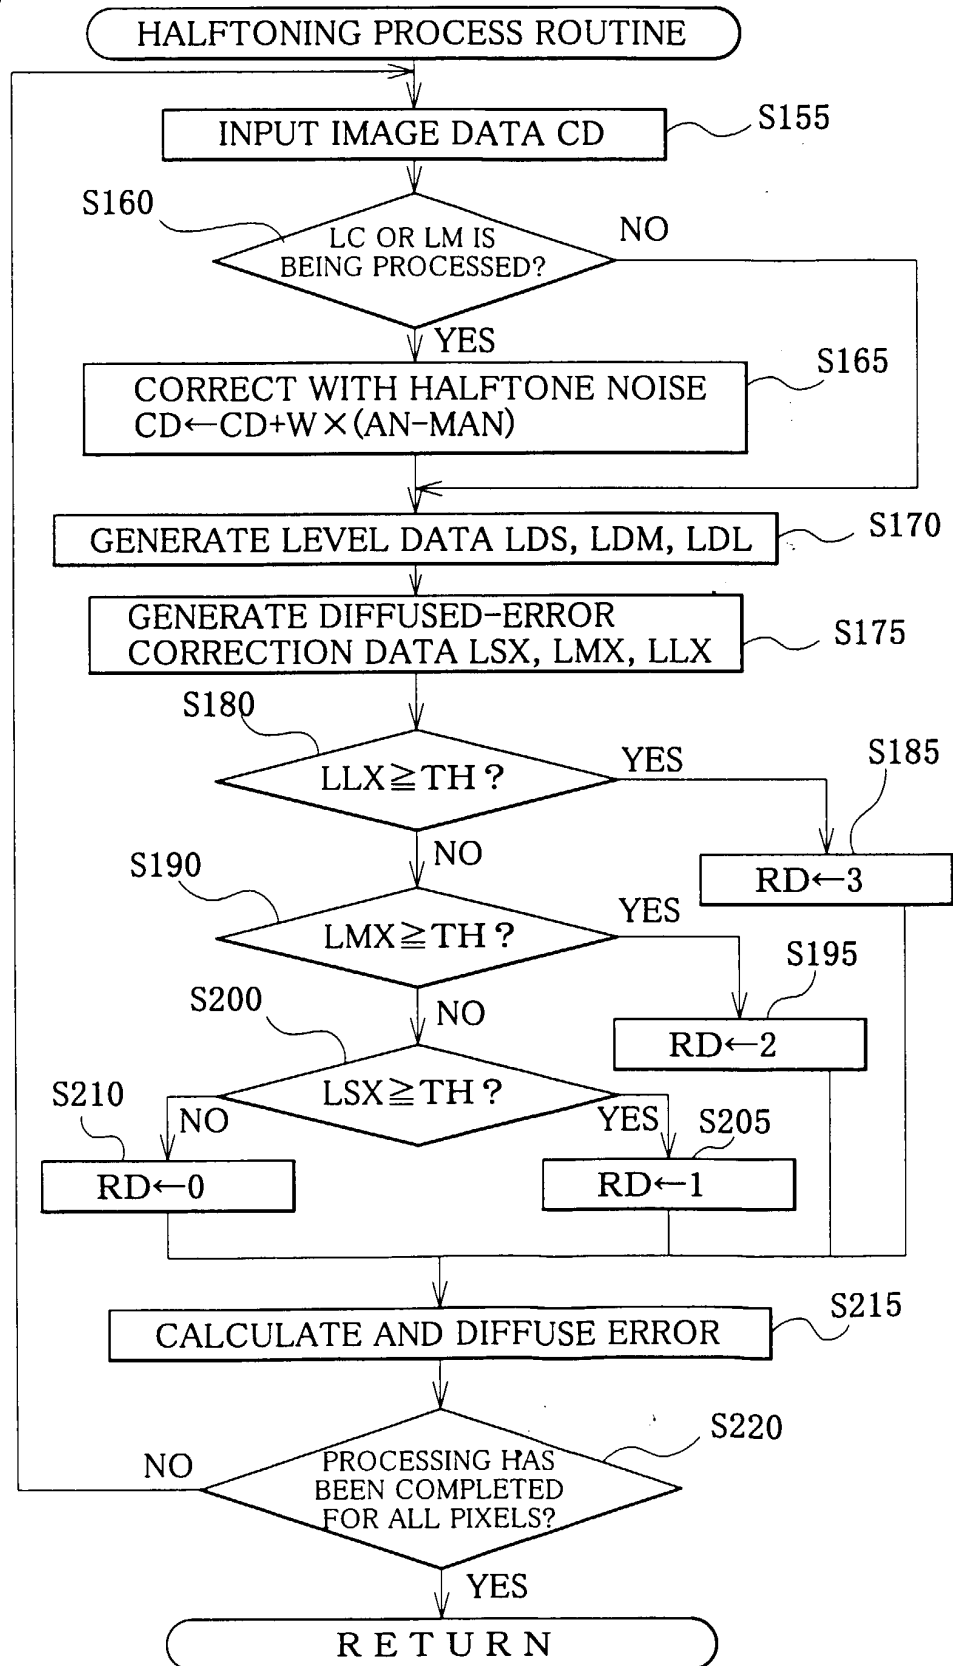 HALFTONING PROCESS ROUTINE
INPUT IMAGE DATA CD
S155
S160
LC OR LM IS
BEING PROCESSED?
NO
YES
CORRECT WITH HALFTONE NOISE
CD←CD+W×(AN-MAN)
S165
GENERATE LEVEL DATA LDS, LDM, LDL
S170
GENERATE DIFFUSED-ERROR
CORRECTION DATA LSX, LMX, LLX
S175
S180
LLX≧TH?
YES
S185
NO
RD←3
S190
LMX≧TH?
YES
S195
NO
RD←2
S200
LSX≧TH?
S210
NO
YES
S205
RD←0
RD←1
CALCULATE AND DIFFUSE ERROR
S215
S220
NO
PROCESSING HAS
BEEN COMPLETED
FOR ALL PIXELS?
YES
RETURN